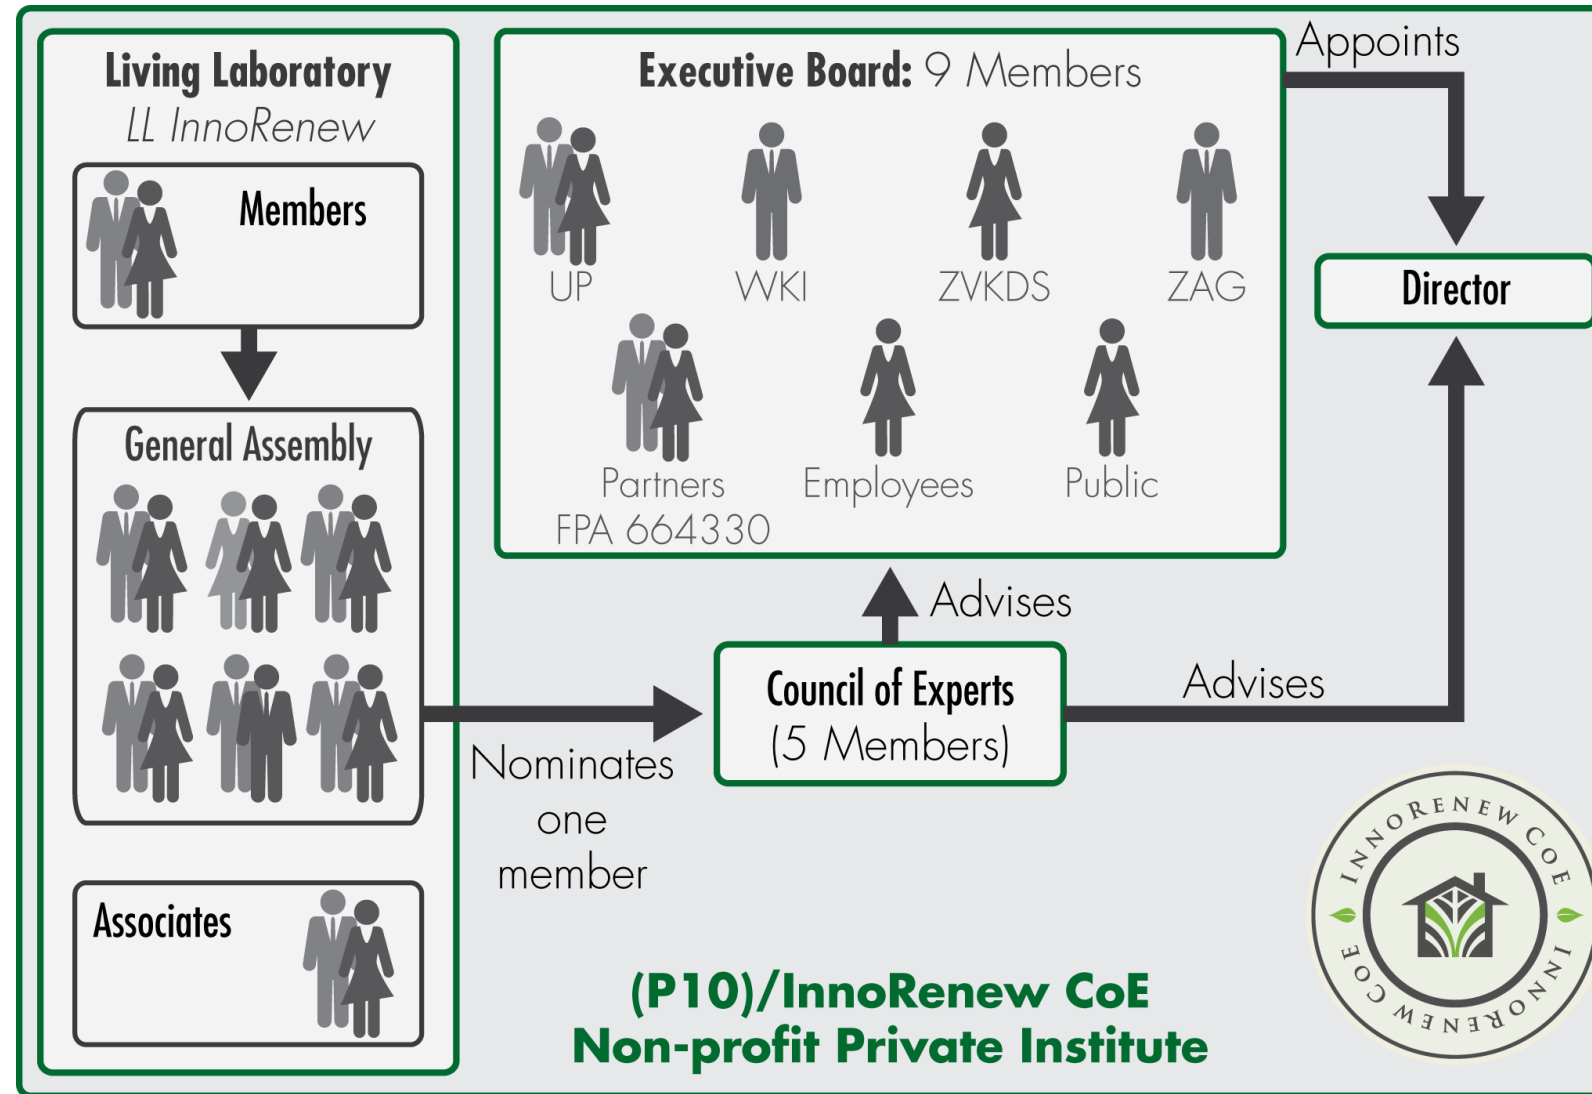 Living Laboratory
LL InnoRenew
Members
General Assembly
Associates
Executive Board: 9 Members
UP
WKI
ZVKDS
ZAG
Partners
FPA 664330
Employees
Public
Appoints
Director
Advises
Council of Experts
(5 Members)
Advises
Nominates
one
member
(P10)/InnoRenew CoE
Non-profit Private Institute
INNORENEW COE
INNORENEW COE